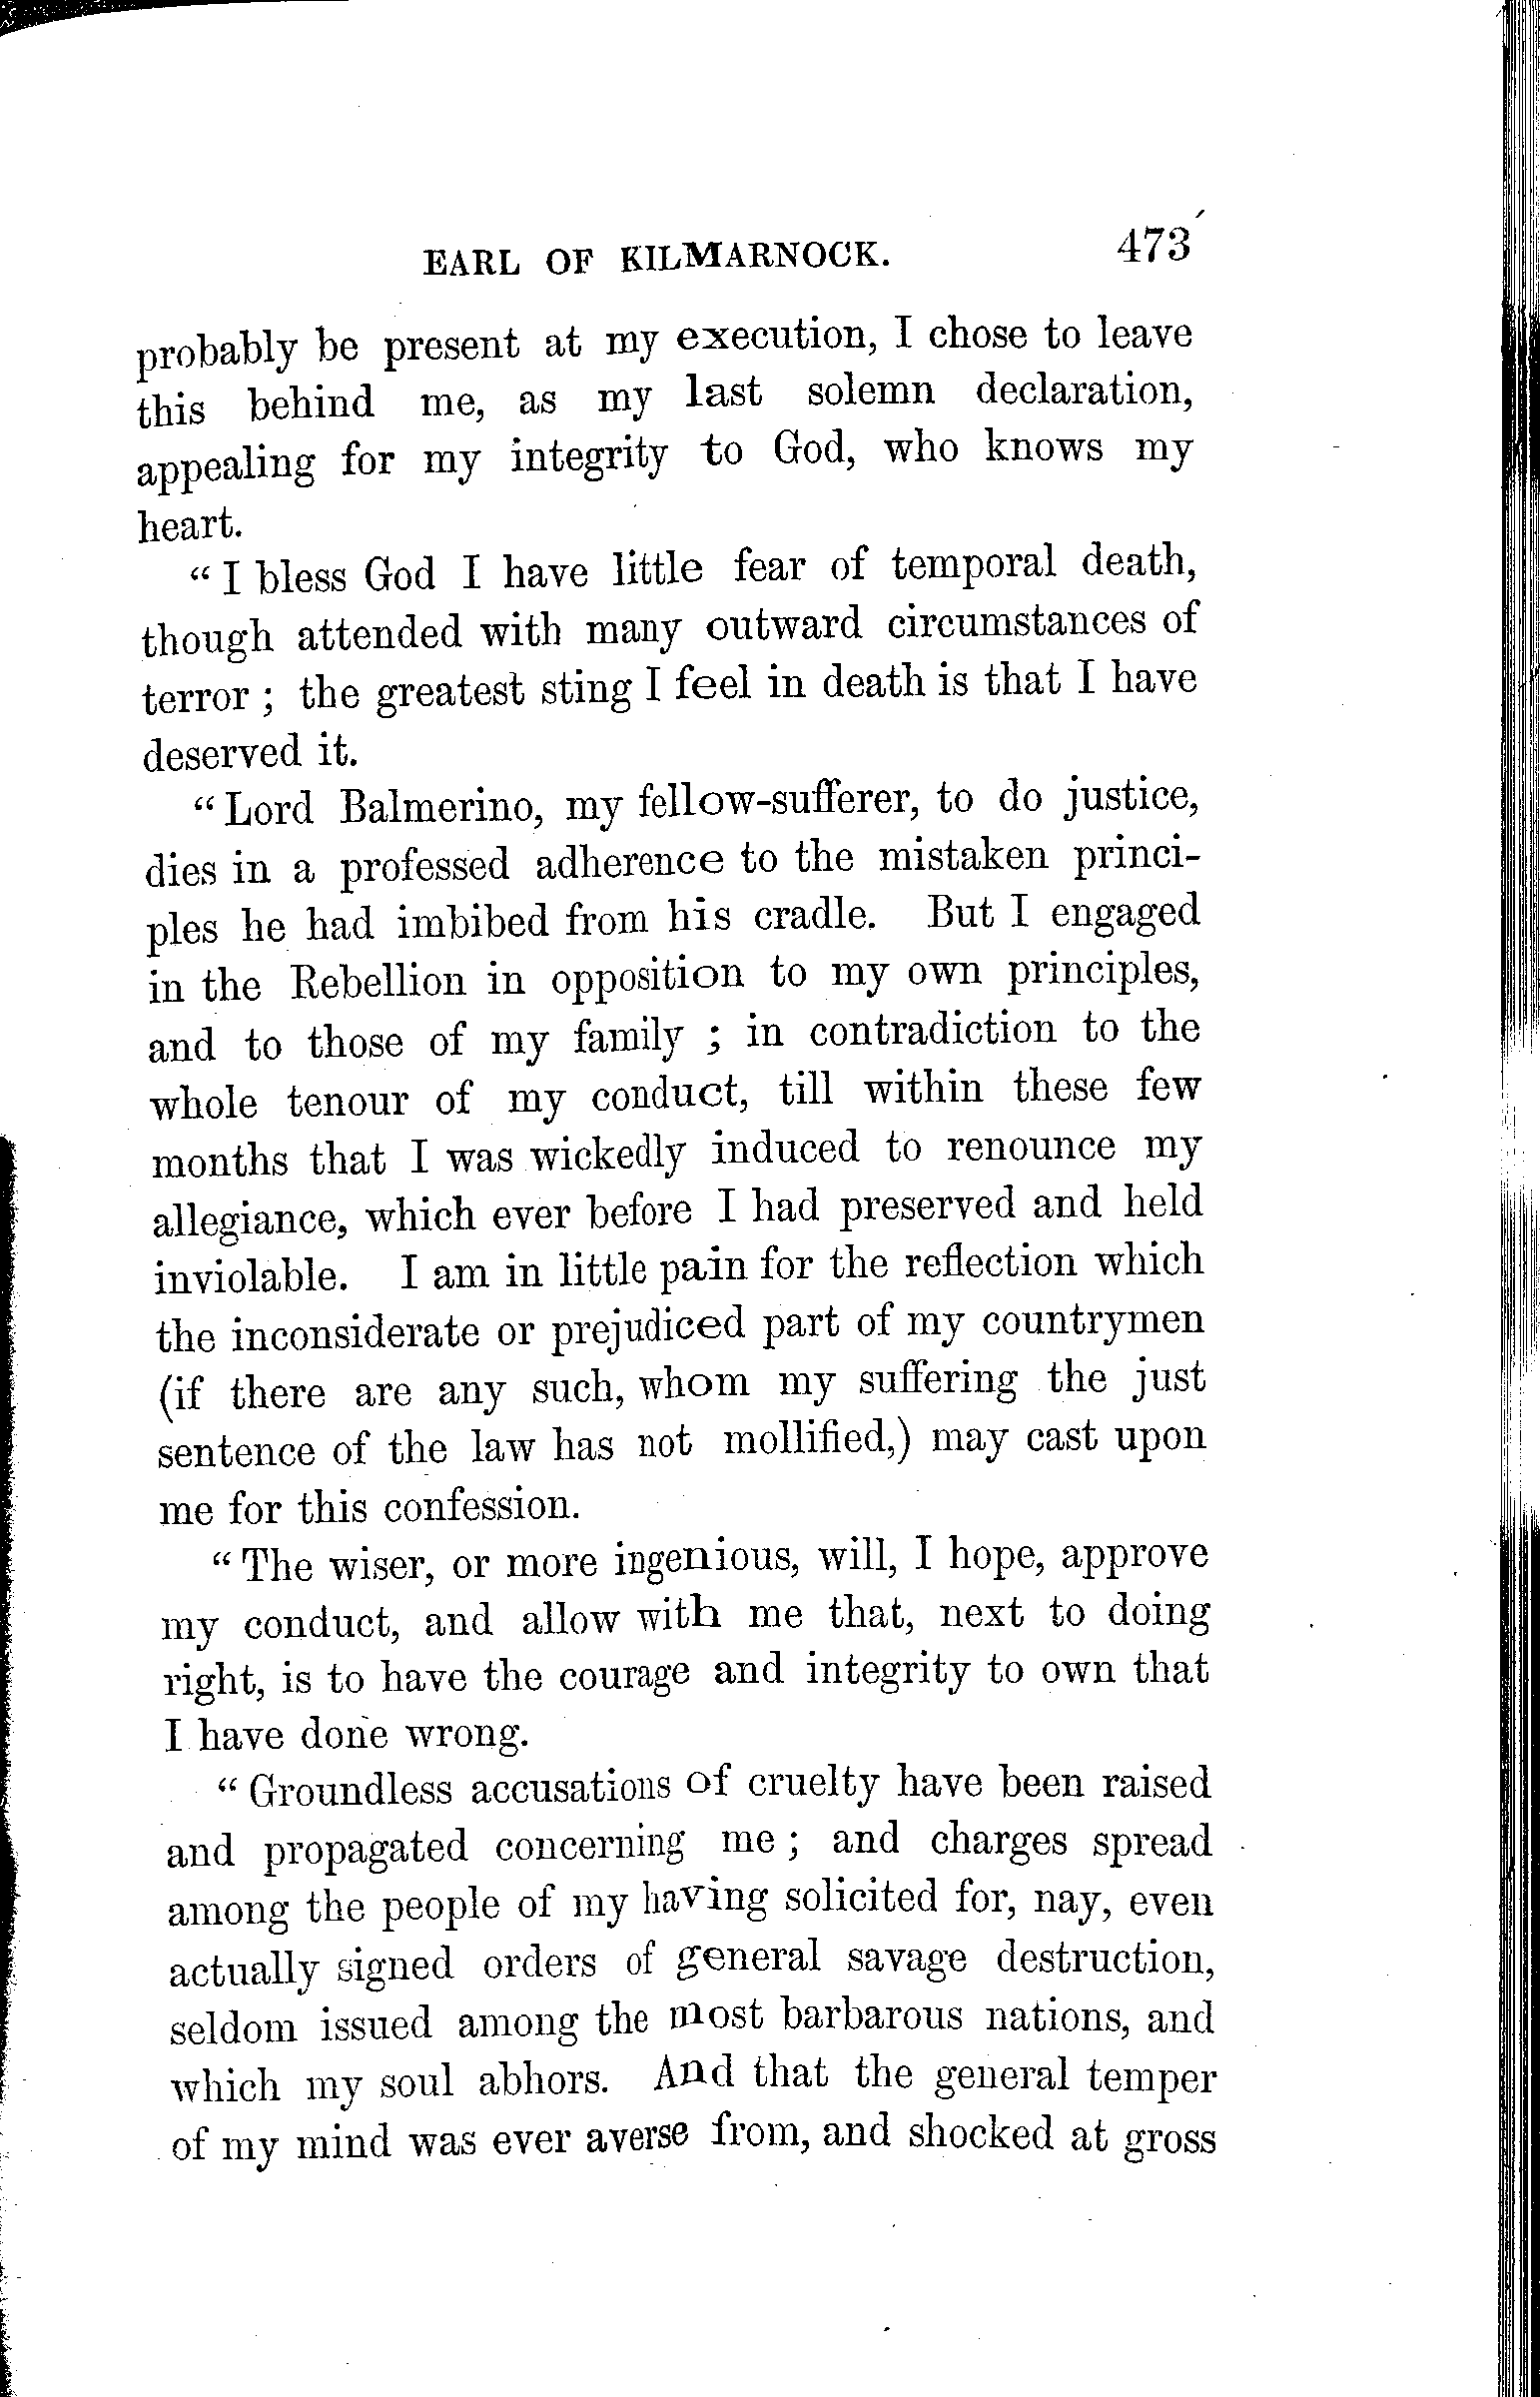 EARL OF KILMARNOCK. 473
probably be present at my execution, I chose to leave
this behind me, as my last solemn declaration,
appealing for my integrity to God, who knows my
heart.
“ I bless God I have little fear of temporal death,
though attended with many outward circumstances of
terror ; the greatest sting I feel in death is that I have
deserved it.
“ Lord Balmerino, my fellow-sufferer, to do justice,
dies in a professed adherence to the mistaken princi-
ples he had imbibed from his cradle. But I engaged
in the Rebellion in opposition to my own principles,
and to those of my family ; in contradiction to the
whole tenour of my conduct, till within these few
months that I was wickedly induced to renounce my
allegiance, which ever before I had preserved and held
inviolable. I am in little pain for the reflection which
the inconsiderate or prejudiced part of my countrymen
(if there are any such, whom my suffering the just
sentence of the law has not mollified,) may cast upon
me for this confession.
“ The wiser, or more ingenious, will, I hope, approve
my conduct, and allow with me that, next to doing
right, is to have the courage and integrity to own that
I have done wrong.
“ Groundless accusations of cruelty have been raised
and propagated concerning me ; and charges spread
among the people of my having solicited for, nay, even
actually signed orders of general savage destruction,
seldom issued among the most barbarous nations, and
which my soul abhors. And that the general temper
of my mind was ever averse from, and shocked at gross